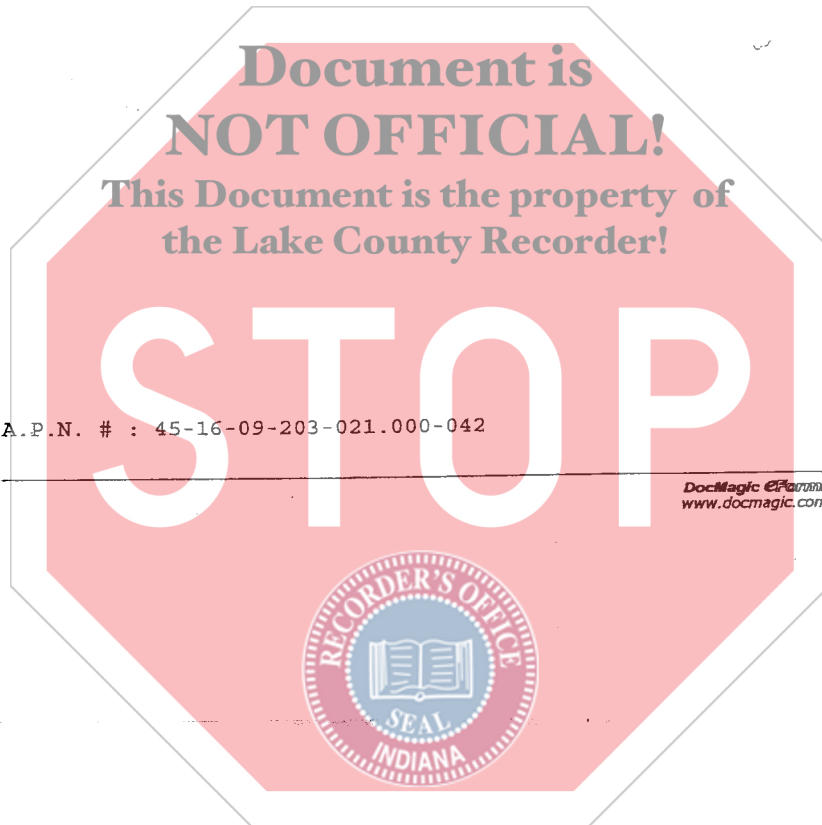 Document is
NOT OFFICIAL!
This Document is the property of
the Lake County Recorder!
STOP
A.P.N. # : 45-16-09-203-021.000-042
DocMagic
www.docmagic.com
RECORDER'S OFFICE
SEAL
INDIANA